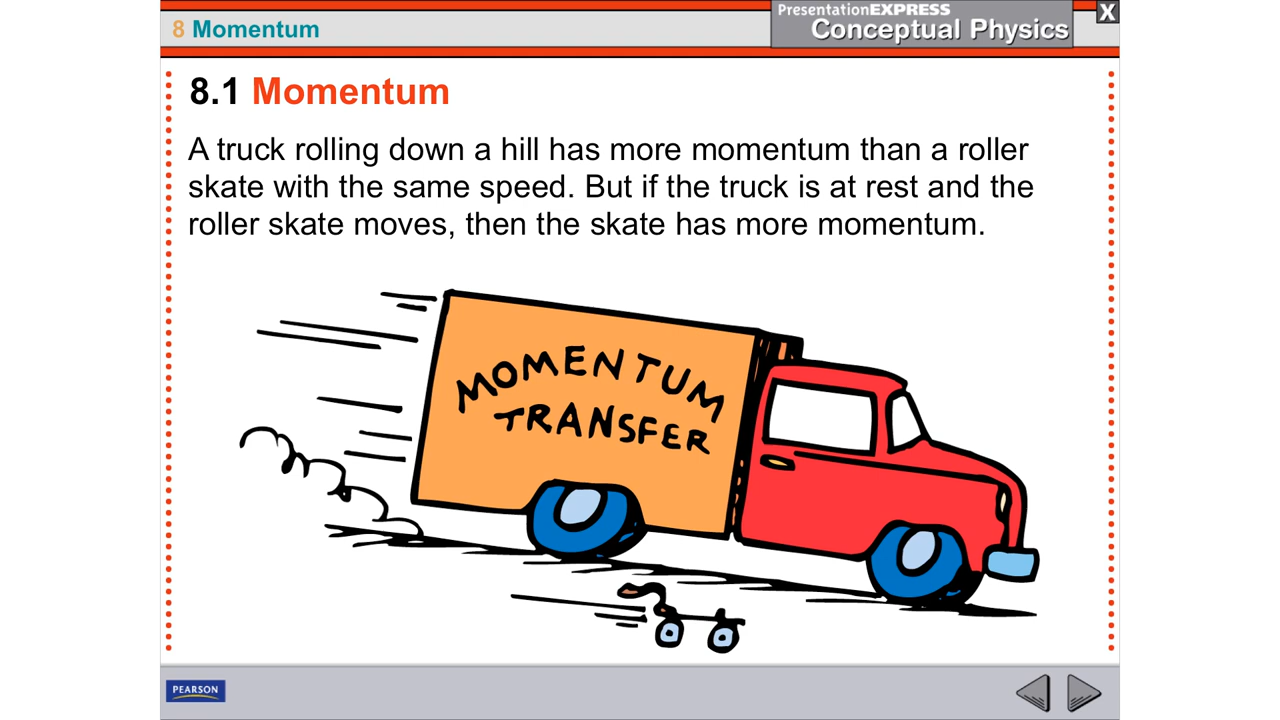 PresentationEXPRESS
Conceptual Physics
X
8 Momentum
8.1 Momentum
A truck rolling down a hill has more momentum than a roller
skate with the same speed. But if the truck is at rest and the
roller skate moves, then the skate has more momentum.
MOMENTUM
TRANSFER
PEARSON